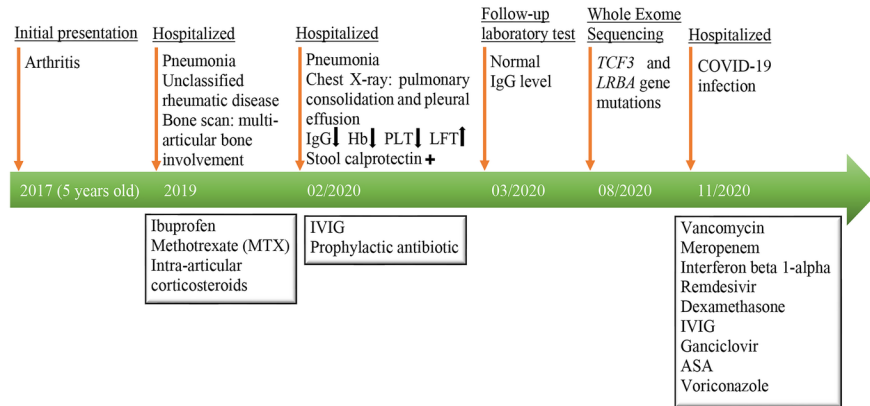 Initial presentation
Arthritis
Hospitalized
Pneumonia
Unclassified
rheumatic disease
Bone scan: multi-
articular bone
involvement
Hospitalized
Pneumonia
Chest X-ray: pulmonary
consolidation and pleural
effusion
IgG⬇ Hb⬇ PLT⬇ LFT⬆
Stool calprotectin +
Follow-up
laboratory test
Normal
IgG level
Whole Exome
Sequencing
TCF3 and
LRBA gene
mutations
Hospitalized
COVID-19
infection
2017 (5 years old) 2019 02/2020 03/2020 08/2020 11/2020
Ibuprofen
Methotrexate (MTX)
Intra-articular
corticosteroids
IVIG
Prophylactic antibiotic
Vancomycin
Meropenem
Interferon beta 1-alpha
Remdesivir
Dexamethasone
IVIG
Ganciclovir
ASA
Voriconazole